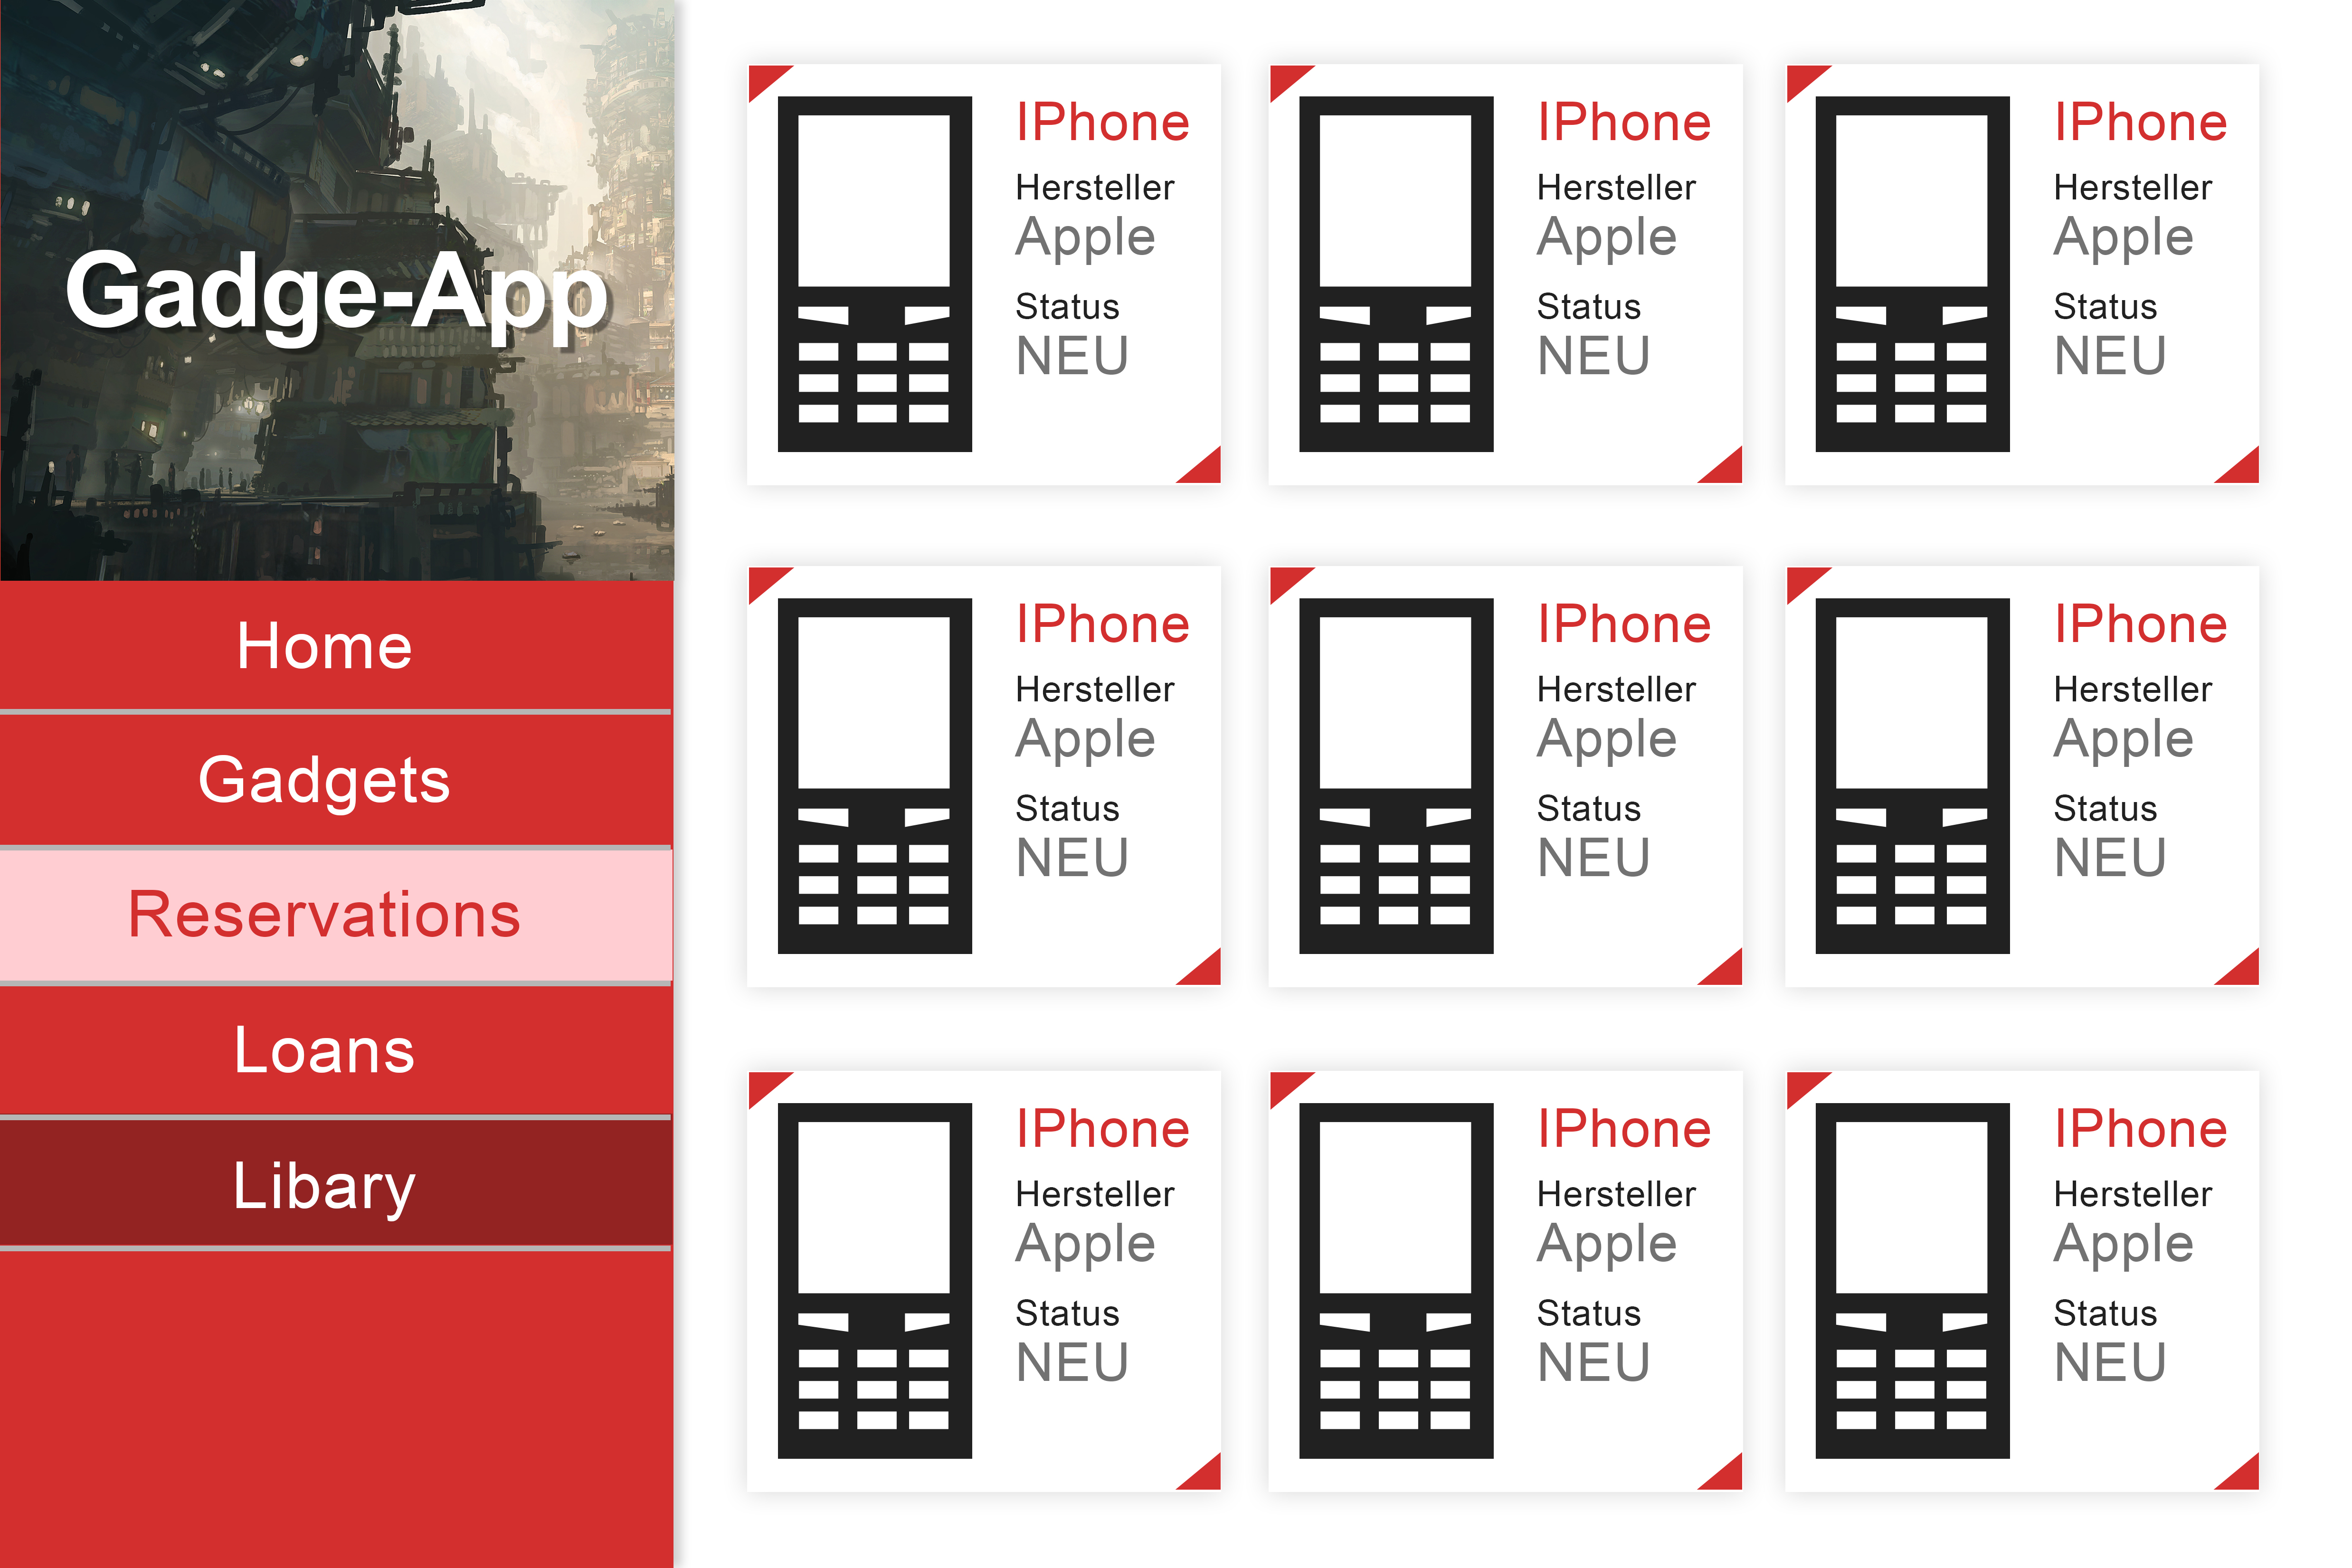 Gadge-App
Home
Gadgets
Reservations
Loans
Libary
IPhone
Hersteller
Apple
Status
NEU
IPhone
Hersteller
Apple
Status
NEU
IPhone
Hersteller
Apple
Status
NEU
IPhone
Hersteller
Apple
Status
NEU
IPhone
Hersteller
Apple
Status
NEU
IPhone
Hersteller
Apple
Status
NEU
IPhone
Hersteller
Apple
Status
NEU
IPhone
Hersteller
Apple
Status
NEU
IPhone
Hersteller
Apple
Status
NEU